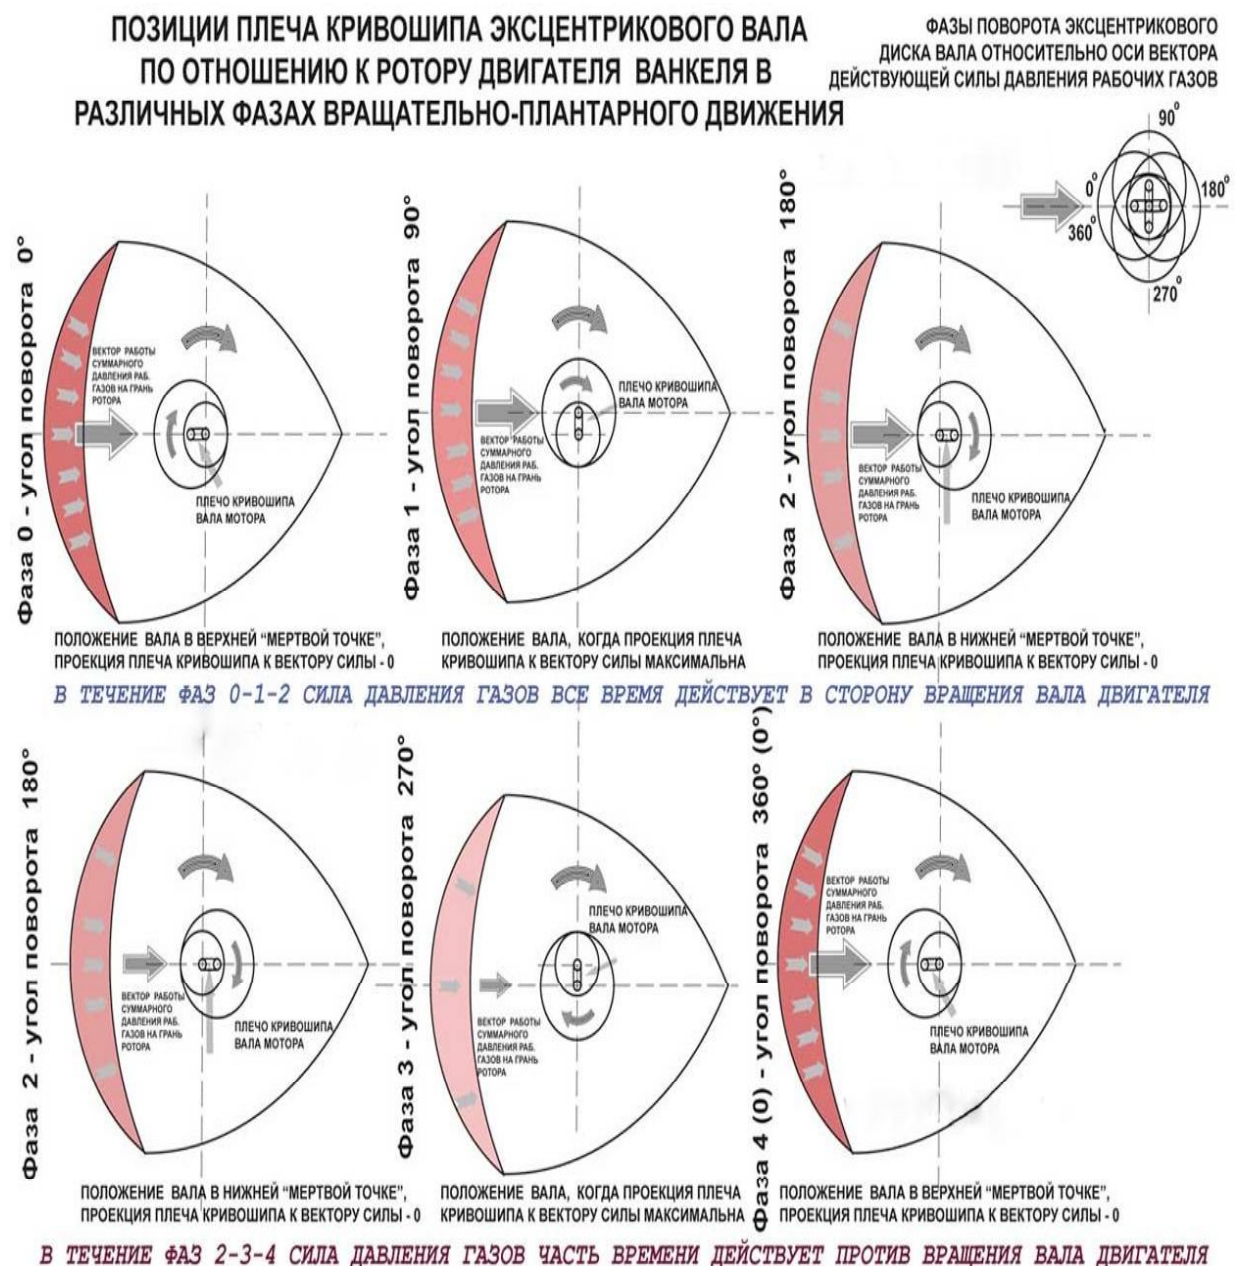 ПОЗИЦИИ ПЛЕЧА КРИВОШИПА ЭКСЦЕНТРИКОВОГО ВАЛА
ПО ОТНОШЕНИЮ К РОТОРУ ДВИГАТЕЛЯ ВАНКЕЛЯ В
РАЗЛИЧНЫХ ФАЗАХ ВРАЩАТЕЛЬНО-ПЛАНТАРНОГО ДВИЖЕНИЯ
ФАЗЫ ПОВОРОТА ЭКСЦЕНТРИКОВОГО
ДИСКА ВАЛА ОТНОСИТЕЛЬНО ОСИ ВЕКТОРА
ДЕЙСТВУЮЩЕЙ СИЛЫ ДАВЛЕНИЯ РАБОЧИХ ГАЗОВ
90°
0°
180°
360°
270°
Фаза 0 - угол поворота 0°
ВЕКТОР РАБОТЫ
СУММАРНОГО
ДАВЛЕНИЯ РАБ.
ГАЗОВ НА ГРАНЬ
РОТОРА
ПЛЕЧО КРИВОШИПА
ВАЛА МОТОРА
ПОЛОЖЕНИЕ ВАЛА В ВЕРХНЕЙ “МЕРТВОЙ ТОЧКЕ”,
ПРОЕКЦИЯ ПЛЕЧА КРИВОШИПА К ВЕКТОРУ СИЛЫ - 0
Фаза 1 - угол поворота 90°
ПЛЕЧО КРИВОШИПА
ВАЛА МОТОРА
ВЕКТОР РАБОТЫ
СУММАРНОГО
ДАВЛЕНИЯ РАБ.
ГАЗОВ НА ГРАНЬ
РОТОРА
ПОЛОЖЕНИЕ ВАЛА, КОГДА ПРОЕКЦИЯ ПЛЕЧА
КРИВОШИПА К ВЕКТОРУ СИЛЫ МАКСИМАЛЬНА
Фаза 2 - угол поворота 180°
ВЕКТОР РАБОТЫ
СУММАРНОГО
ДАВЛЕНИЯ РАБ.
ГАЗОВ НА ГРАНЬ
РОТОРА
ПЛЕЧО КРИВОШИПА
ВАЛА МОТОРА
ПОЛОЖЕНИЕ ВАЛА В НИЖНЕЙ “МЕРТВОЙ ТОЧКЕ”,
ПРОЕКЦИЯ ПЛЕЧА КРИВОШИПА К ВЕКТОРУ СИЛЫ - 0
В ТЕЧЕНИЕ ФАЗ 0-1-2 СИЛА ДАВЛЕНИЯ ГАЗОВ ВСЕ ВРЕМЯ ДЕЙСТВУЕТ В СТОРОНУ ВРАЩЕНИЯ ВАЛА ДВИГАТЕЛЯ
Фаза 2 - угол поворота 180°
ВЕКТОР РАБОТЫ
СУММАРНОГО
ДАВЛЕНИЯ РАБ.
ГАЗОВ НА ГРАНЬ
РОТОРА
ПЛЕЧО КРИВОШИПА
ВАЛА МОТОРА
ПОЛОЖЕНИЕ ВАЛА В НИЖНЕЙ “МЕРТВОЙ ТОЧКЕ”,
ПРОЕКЦИЯ ПЛЕЧА КРИВОШИПА К ВЕКТОРУ СИЛЫ - 0
Фаза 3 - угол поворота 270°
ПЛЕЧО КРИВОШИПА
ВАЛА МОТОРА
ВЕКТОР РАБОТЫ
СУММАРНОГО
ДАВЛЕНИЯ РАБ.
ГАЗОВ НА ГРАНЬ
РОТОРА
ПОЛОЖЕНИЕ ВАЛА, КОГДА ПРОЕКЦИЯ ПЛЕЧА
КРИВОШИПА К ВЕКТОРУ СИЛЫ МАКСИМАЛЬНА
Фаза 4 (0) - угол поворота 360° (0°)
ВЕКТОР РАБОТЫ
СУММАРНОГО
ДАВЛЕНИЯ РАБ.
ГАЗОВ НА ГРАНЬ
РОТОРА
ПЛЕЧО КРИВОШИПА
ВАЛА МОТОРА
ПОЛОЖЕНИЕ ВАЛА В ВЕРХНЕЙ “МЕРТВОЙ ТОЧКЕ”,
ПРОЕКЦИЯ ПЛЕЧА КРИВОШИПА К ВЕКТОРУ СИЛЫ - 0
В ТЕЧЕНИЕ ФАЗ 2-3-4 СИЛА ДАВЛЕНИЯ ГАЗОВ ЧАСТЬ ВРЕМЕНИ ДЕЙСТВУЕТ ПРОТИВ ВРАЩЕНИЯ ВАЛА ДВИГАТЕЛЯ